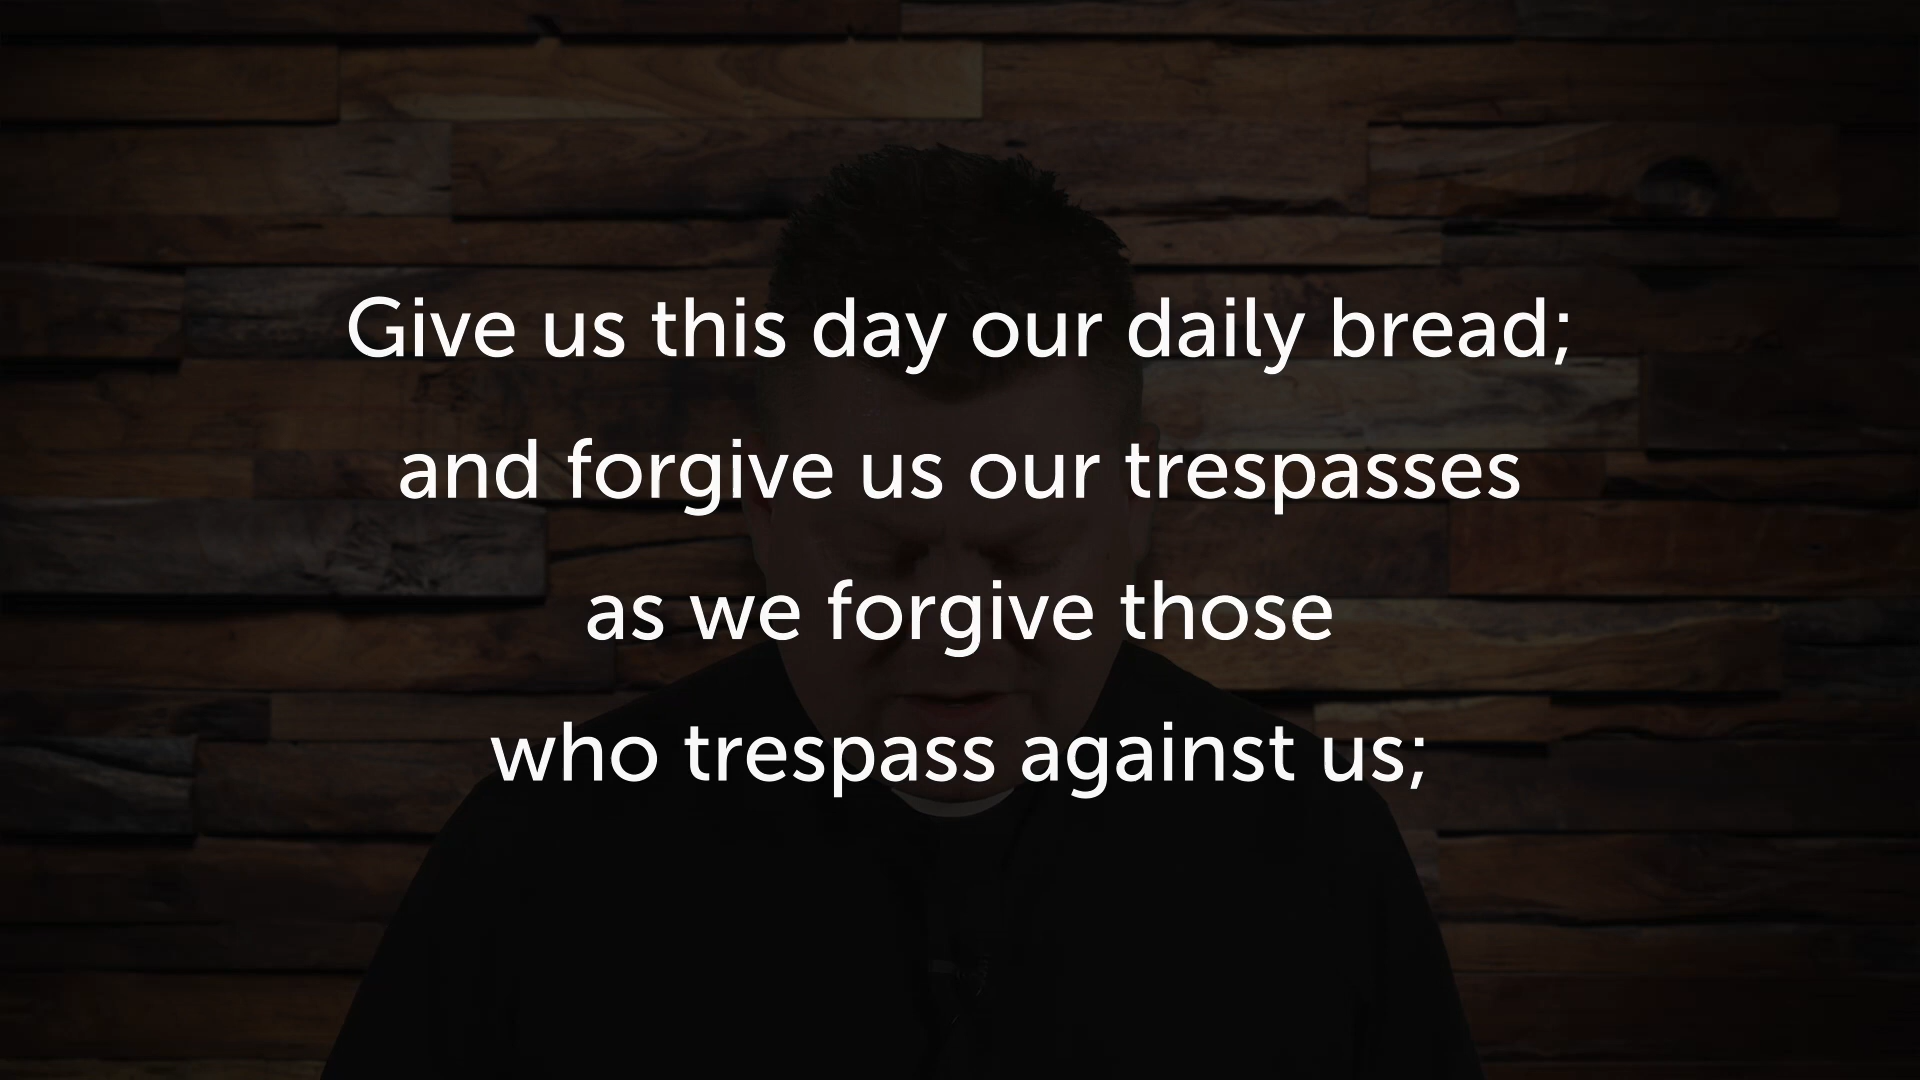 Give us this day our daily bread;
and forgive us our trespasses
as we forgive those
who trespass against us;